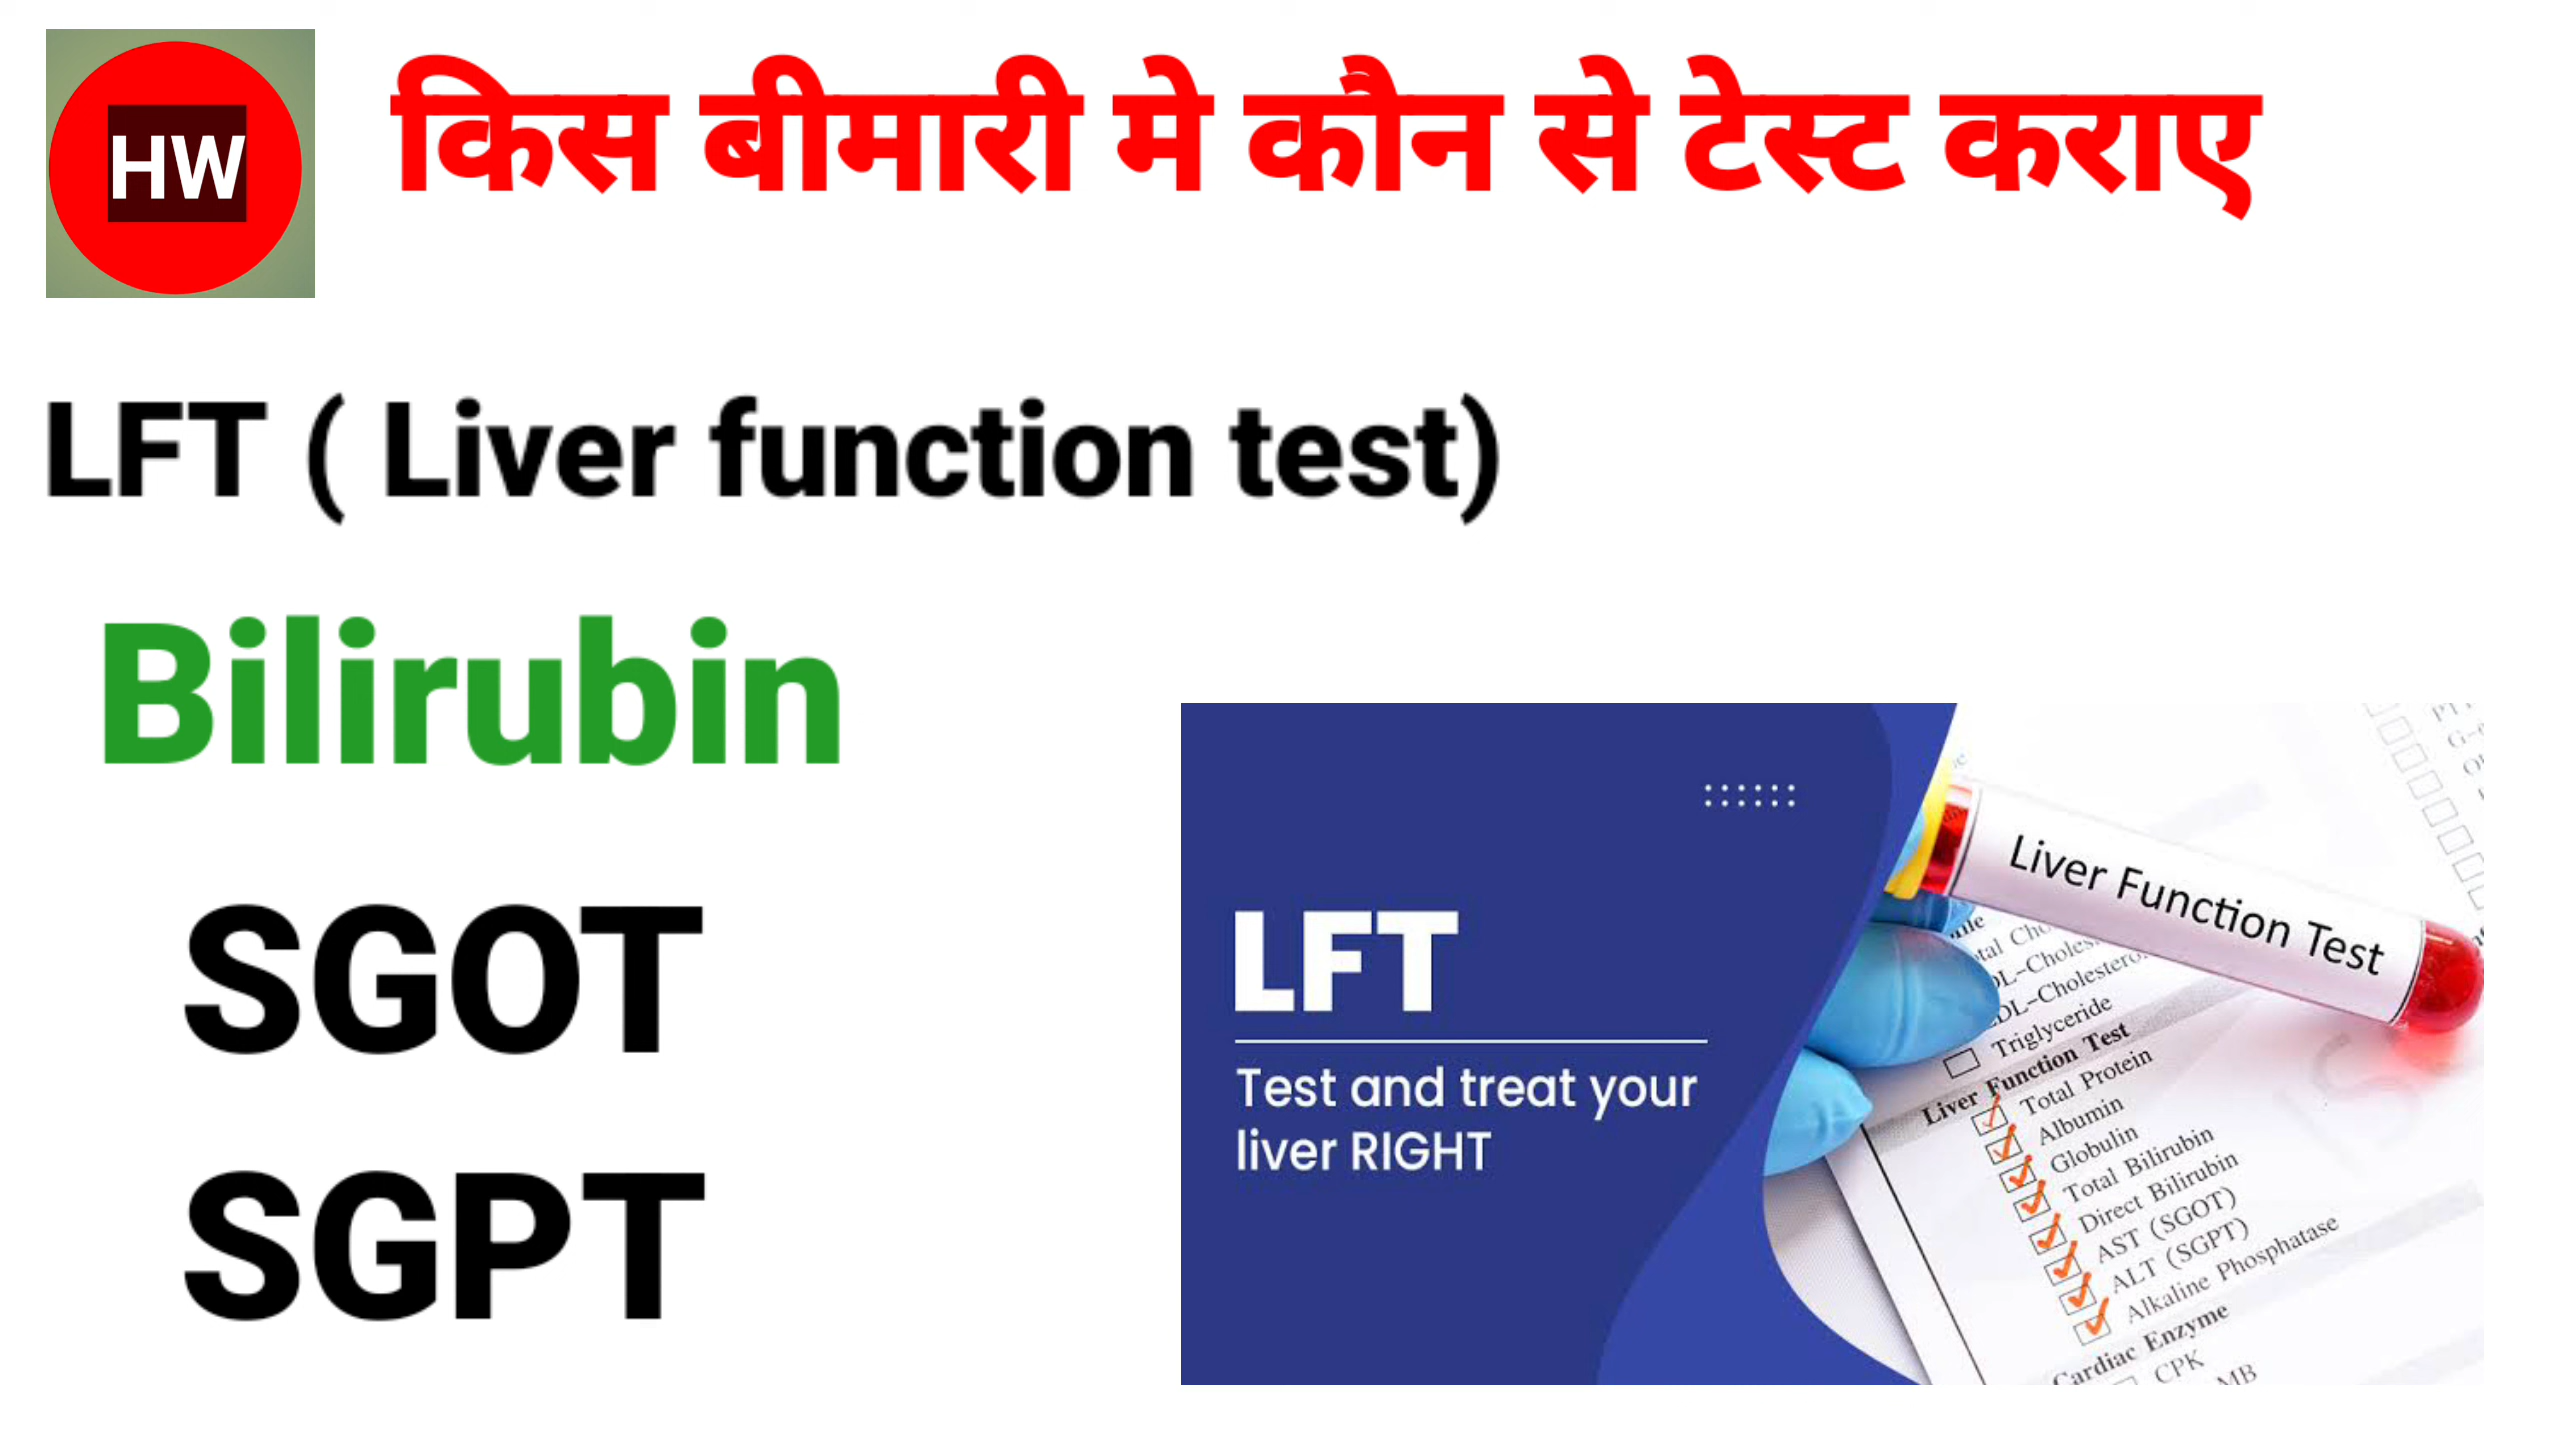 HW
किस बीमारी मे कौन से टेस्ट कराए
LFT ( Liver function test)
Bilirubin
SGOT
SGPT
LFT
Test and treat your
liver RIGHT
Liver Function Test
Triglyceride
Liver Function Test
Total Protein
Albumin
Globulin
Total Bilirubin
Direct Bilirubin
AST (SGOT)
ALT (SGPT)
Alkaline Phosphatase
Cardiac Enzyme
CPK
MB